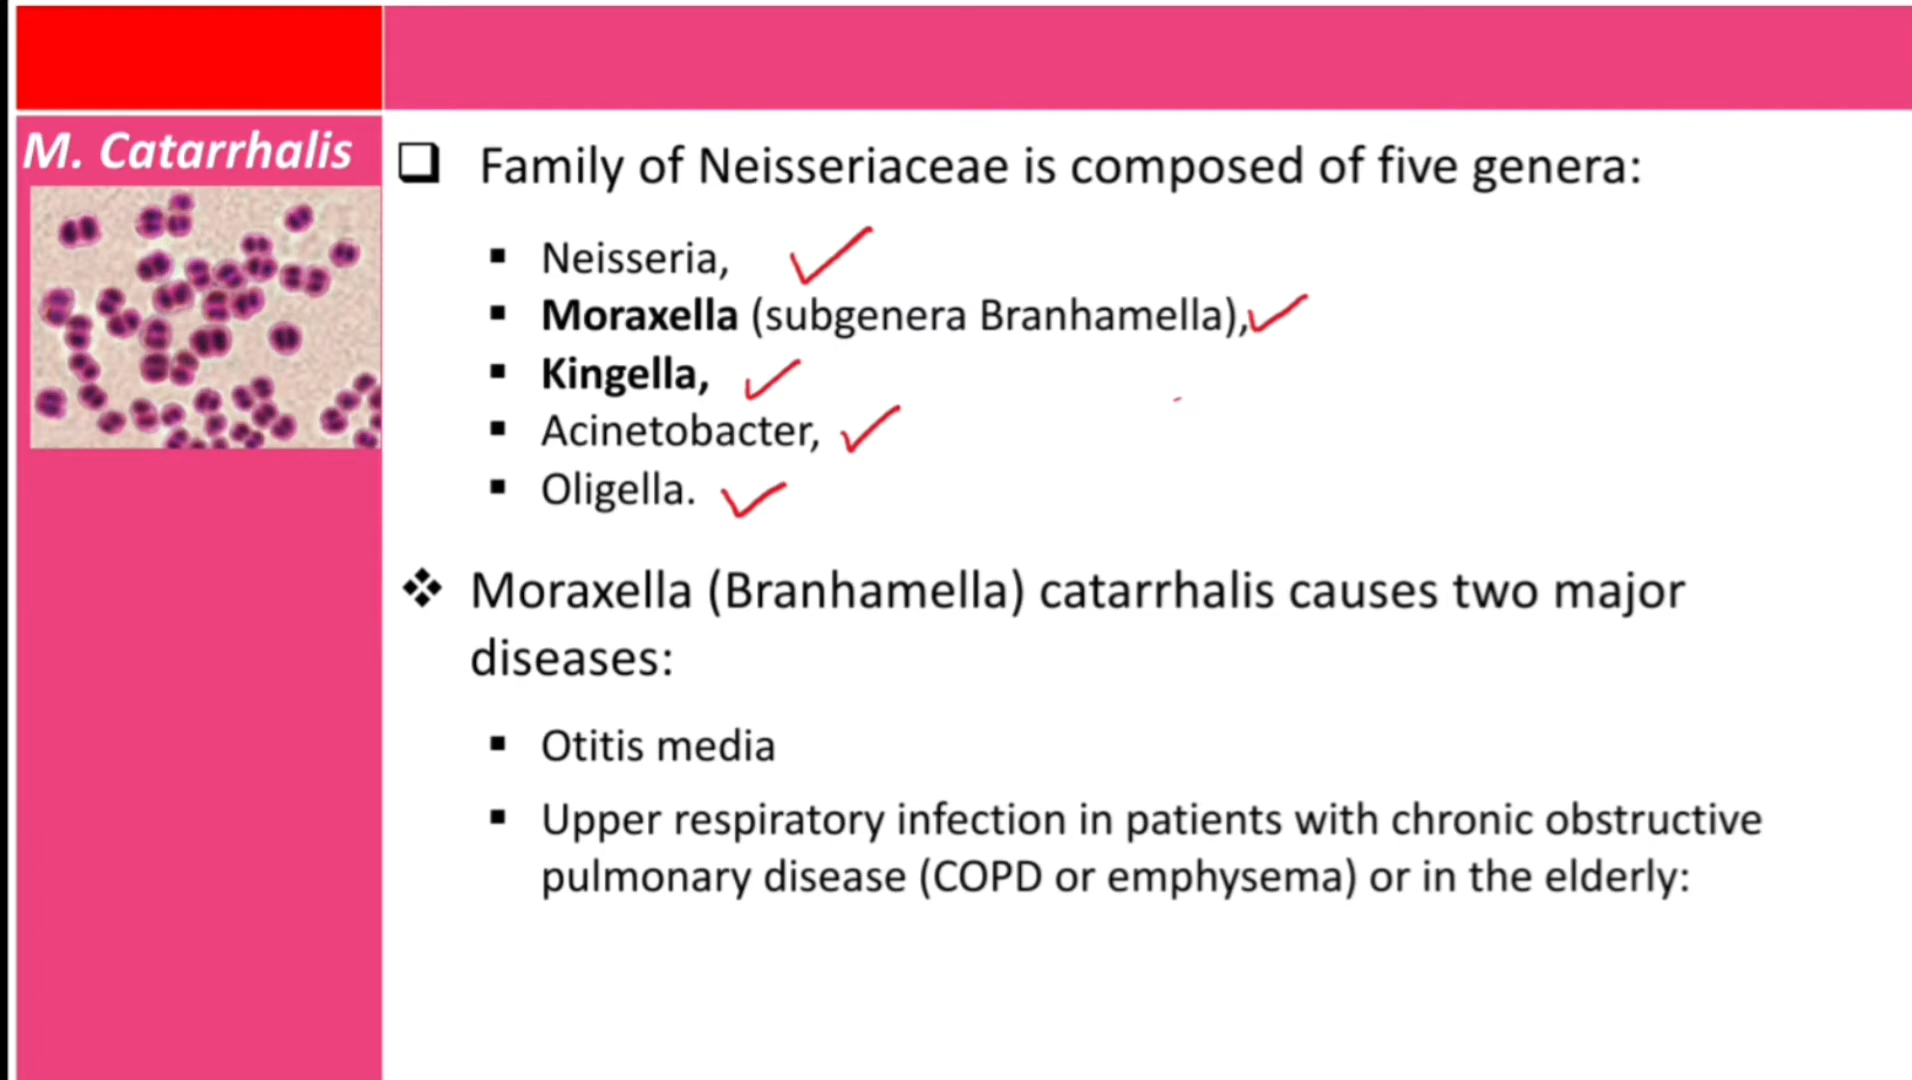 M. Catarrhalis
❑ Family of Neisseriaceae is composed of five genera:
▪ Neisseria,
▪ Moraxella (subgenera Branhamella),
▪ Kingella,
▪ Acinetobacter,
▪ Oligella.
❖ Moraxella (Branhamella) catarrhalis causes two major
diseases:
▪ Otitis media
▪ Upper respiratory infection in patients with chronic obstructive
pulmonary disease (COPD or emphysema) or in the elderly: